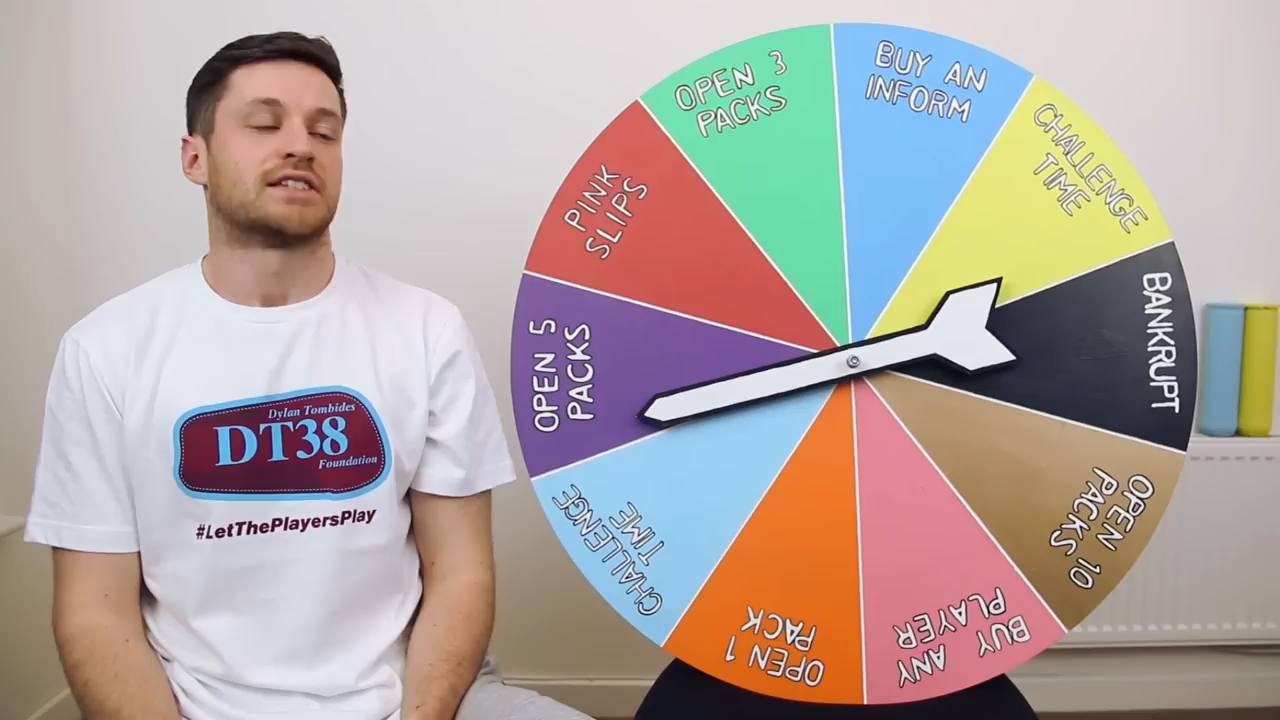 Dylan Tombides
DT38
Foundation
#LetThePlayersPlay
OPEN 3
PACKS
BUY AN
INFORM
CHALLENGE
TIME
BANKRUPT
OPEN 10
PACKS
BUY ANY
PLAYER
OPEN 1
PACK
CHALLENGE
TIME
OPEN 5
PACKS
PINK
SLIPS